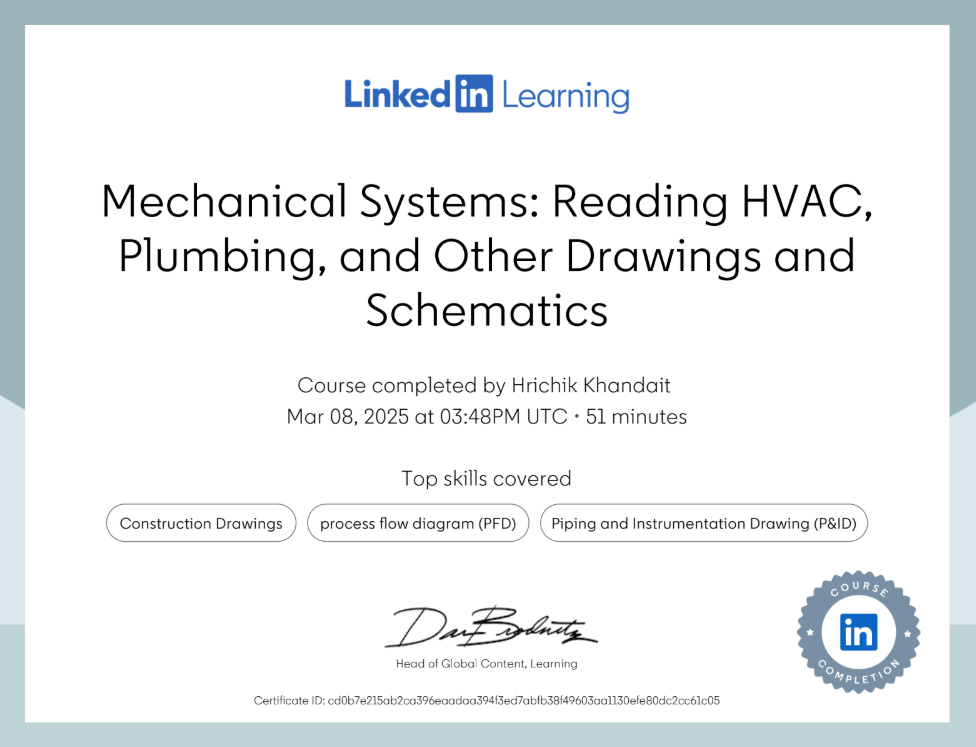 Linked in Learning
Mechanical Systems: Reading HVAC,
Plumbing, and Other Drawings and
Schematics
Course completed by Hrichik Khandait
Mar 08, 2025 at 03:48PM UTC • 51 minutes
Top skills covered
Construction Drawings
process flow diagram (PFD)
Piping and Instrumentation Drawing (P&ID)
Head of Global Content, Learning
COURSE
in
COMPLETION
Certificate ID: cd0b7e215ab2ca396eaadaa394f3ed7abfb38f49603aa1130efe80dc2cc61c05